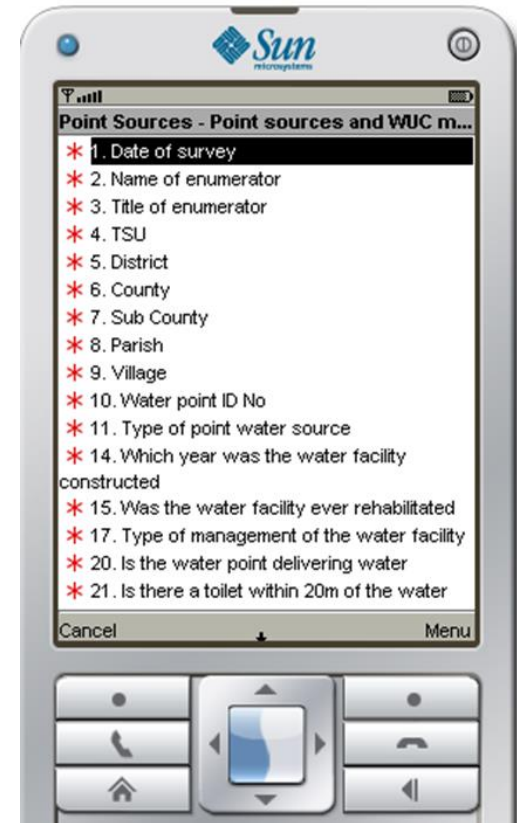 Sun
microsystems
Point Sources - Point sources and WUC m...
* 1. Date of survey
* 2. Name of enumerator
* 3. Title of enumerator
* 4. TSU
* 5. District
* 6. County
* 7. Sub County
* 8. Parish
* 9. Village
* 10. Water point ID No
* 11. Type of point water source
* 14. Which year was the water facility
constructed
* 15. Was the water facility ever rehabilitated
* 17. Type of management of the water facility
* 20. Is the water point delivering water
* 21. Is there a toilet within 20m of the water
Cancel Menu